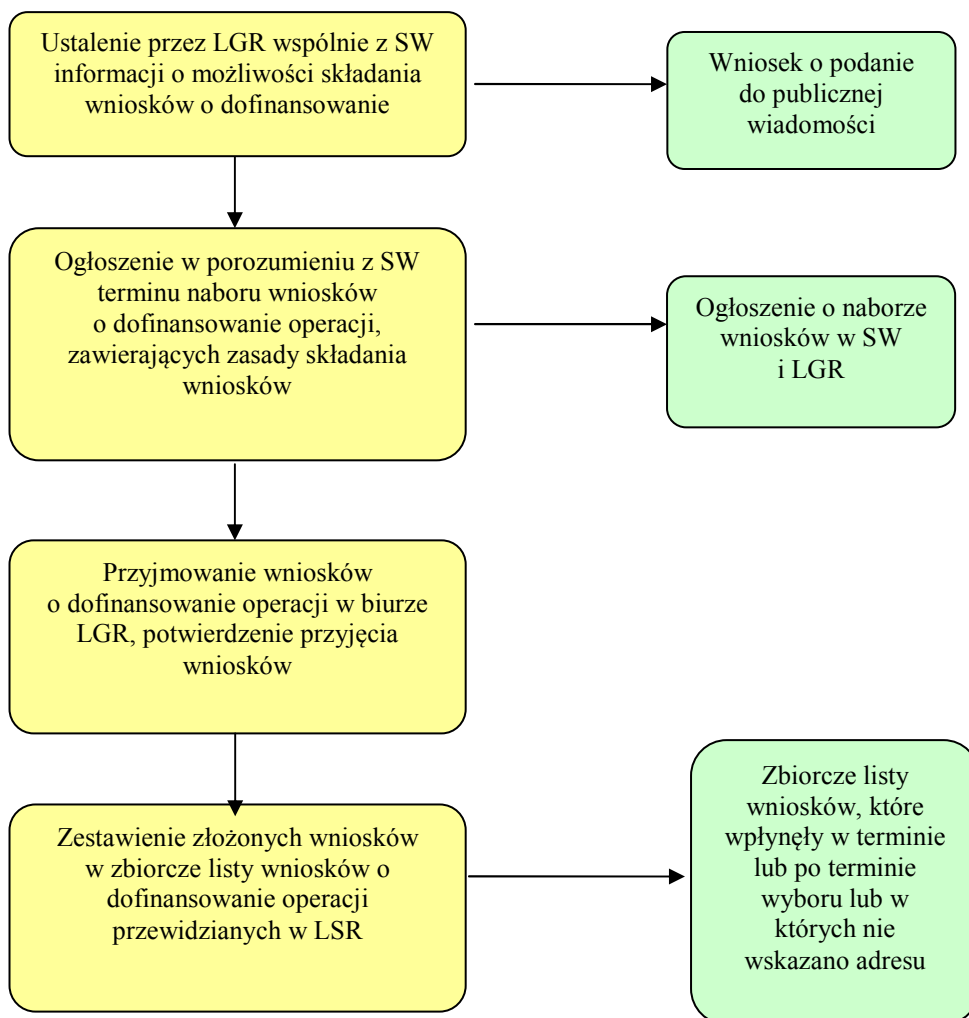 Ustalenie przez LGR wspólnie z SW
informacji o możliwości składania
wniosków o dofinansowanie
Wniosek o podanie
do publicznej
wiadomości
Ogłoszenie w porozumieniu z SW
terminu naboru wniosków
o dofinansowanie operacji,
zawierających zasady składania
wniosków
Ogłoszenie o naborze
wniosków w SW
i LGR
Przyjmowanie wniosków
o dofinansowanie operacji w biurze
LGR, potwierdzenie przyjęcia
wniosków
Zestawienie złożonych wniosków
w zbiorcze listy wniosków o
dofinansowanie operacji
przewidzianych w LSR
Zbiorcze listy
wniosków, które
wpłynęły w terminie
lub po terminie
wyboru lub w
których nie
wskazano adresu